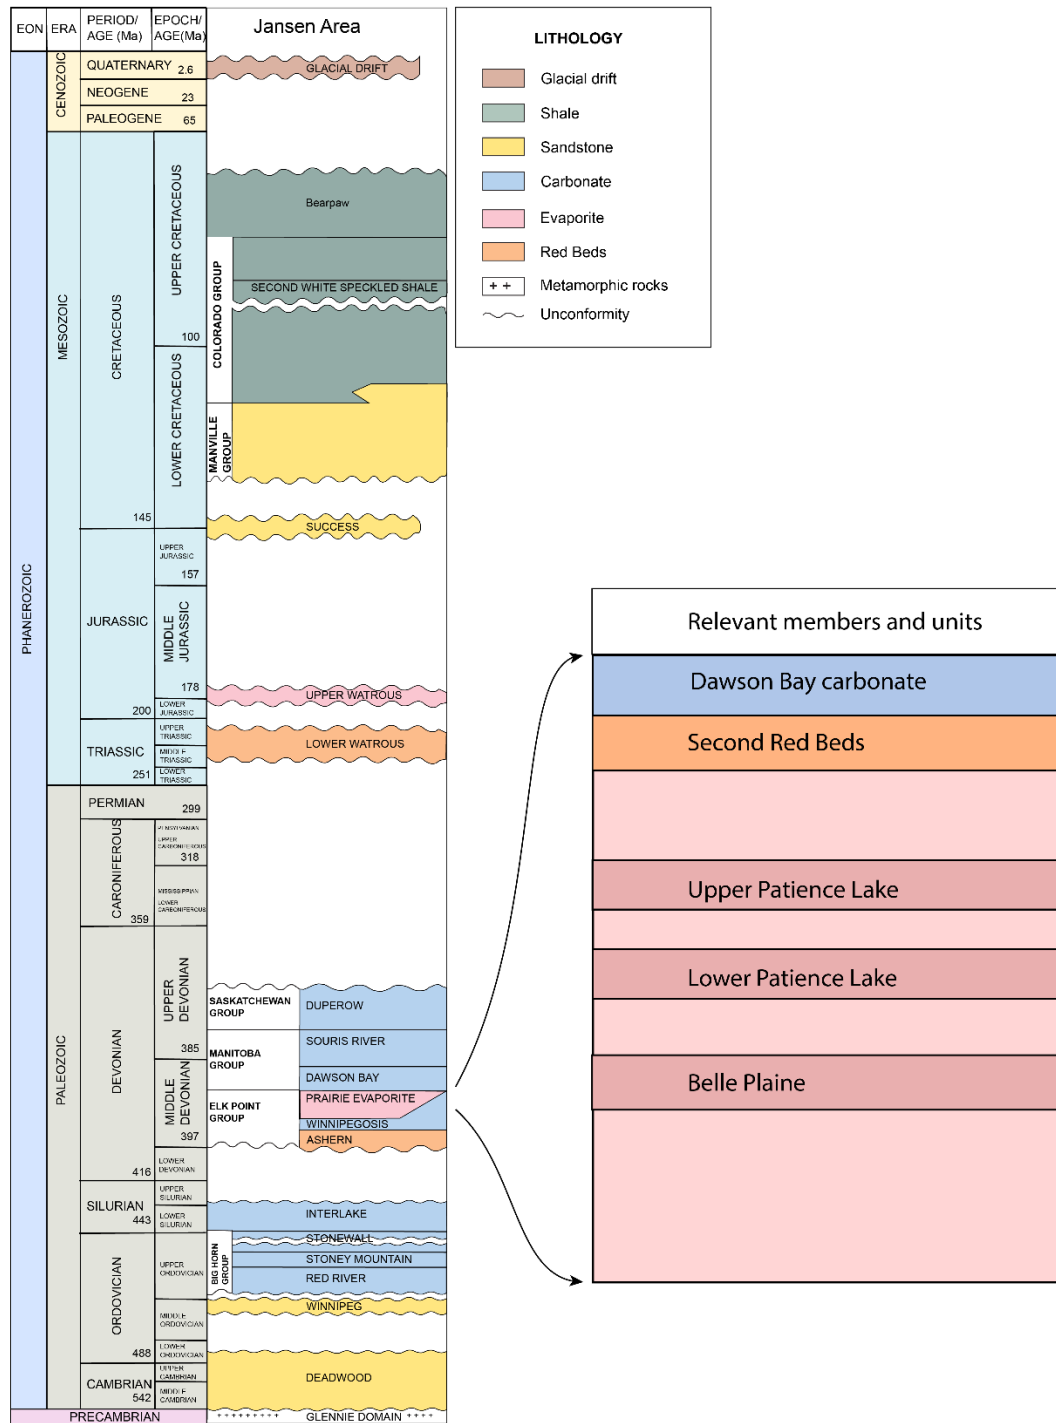 EON
ERA
PERIOD/
AGE (Ma)
EPOCH/
AGE(Ma)
Jansen Area
PHANEROZOIC
CENOZOIC
QUATERNARY
2.6
NEOGENE
23
PALEOGENE
65
GLACIAL DRIFT
MESOZOIC
CRETACEOUS
145
UPPER CRETACEOUS
100
LOWER CRETACEOUS
Bearpaw
COLORADO GROUP
SECOND WHITE SPECKLED SHALE
MANVILLE
GROUP
SUCCESS
JURASSIC
200
UPPER
JURASSIC
157
MIDDLE
JURASSIC
178
LOWER
JURASSIC
UPPER WATROUS
TRIASSIC
251
UPPER
TRIASSIC
MIDDLE
TRIASSIC
LOWER
TRIASSIC
LOWER WATROUS
PALEOZOIC
PERMIAN
299
CARONIFEROUS
359
UPPER
CARBONIFEROUS
318
MISSISSIPPIAN
LOWER
CARBONIFEROUS
DEVONIAN
416
UPPER
DEVONIAN
385
MIDDLE
DEVONIAN
397
LOWER
DEVONIAN
SASKATCHEWAN
GROUP
DUPEROW
MANITOBA
GROUP
SOURIS RIVER
DAWSON BAY
ELK POINT
GROUP
PRAIRIE EVAPORITE
WINNIPEGOSIS
ASHERN
SILURIAN
443
UPPER
SILURIAN
LOWER
SILURIAN
INTERLAKE
ORDOVICIAN
488
UPPER
ORDOVICIAN
MIDDLE
ORDOVICIAN
LOWER
ORDOVICIAN
BIG HORN
GROUP
STONEWALL
STONEY MOUNTAIN
RED RIVER
WINNIPEG
CAMBRIAN
542
UPPER
CAMBRIAN
MIDDLE
CAMBRIAN
DEADWOOD
PRECAMBRIAN
+ + + + + + + + + GLENNIE DOMAIN + + + +
LITHOLOGY
Glacial drift
Shale
Sandstone
Carbonate
Evaporite
Red Beds
+ + Metamorphic rocks
Unconformity
Relevant members and units
Dawson Bay carbonate
Second Red Beds
Upper Patience Lake
Lower Patience Lake
Belle Plaine